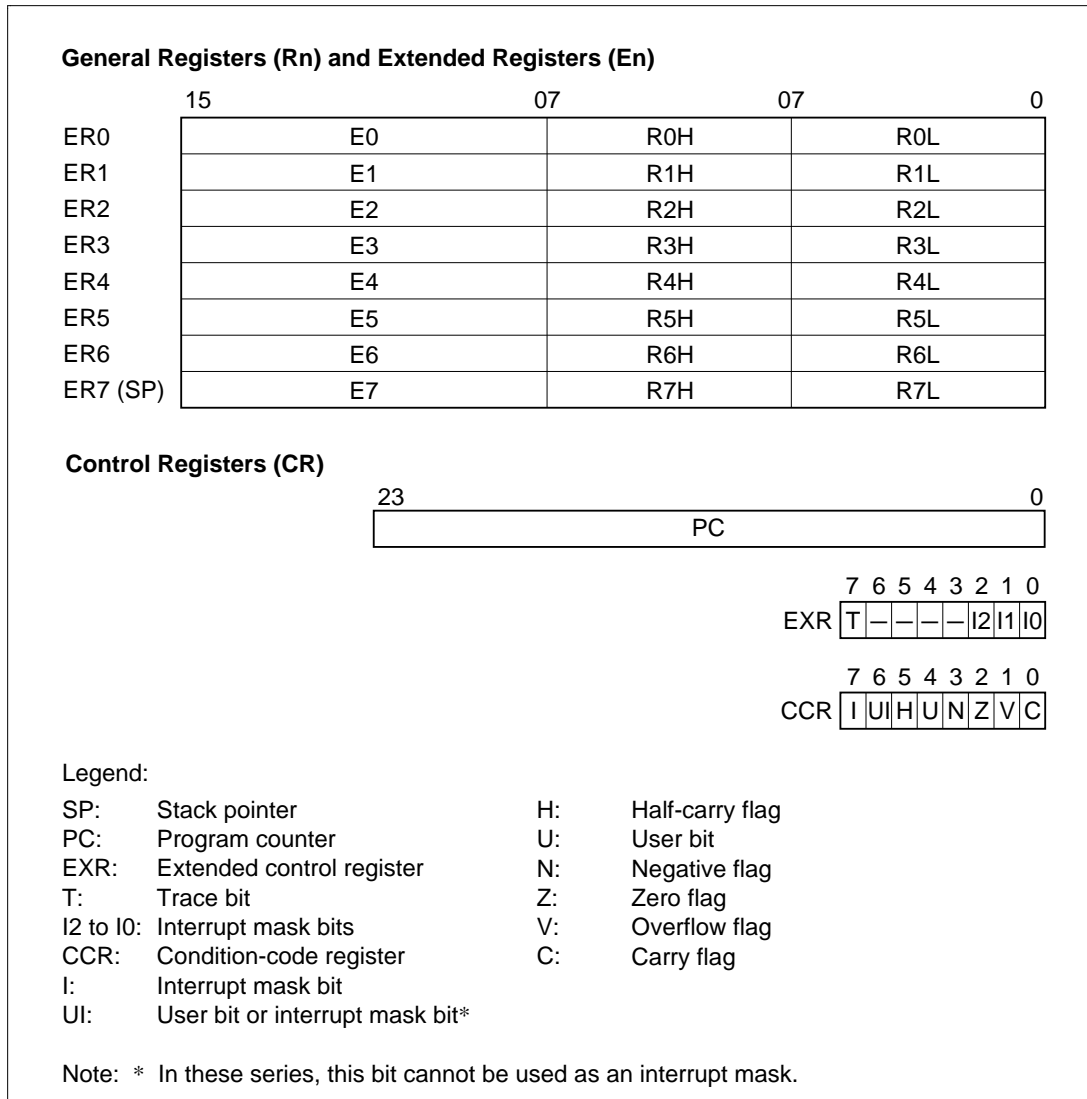 General Registers (Rn) and Extended Registers (En)
15 07 07 0
ER0 E0 R0H R0L
ER1 E1 R1H R1L
ER2 E2 R2H R2L
ER3 E3 R3H R3L
ER4 E4 R4H R4L
ER5 E5 R5H R5L
ER6 E6 R6H R6L
ER7 (SP) E7 R7H R7L
Control Registers (CR)
23 0
PC
7 6 5 4 3 2 1 0
EXR T — — — — I2 I1 I0
7 6 5 4 3 2 1 0
CCR I UI H U N Z V C
Legend:
SP: Stack pointer H: Half-carry flag
PC: Program counter U: User bit
EXR: Extended control register N: Negative flag
T: Trace bit Z: Zero flag
I2 to I0: Interrupt mask bits V: Overflow flag
CCR: Condition-code register C: Carry flag
I: Interrupt mask bit
UI: User bit or interrupt mask bit*
Note: * In these series, this bit cannot be used as an interrupt mask.